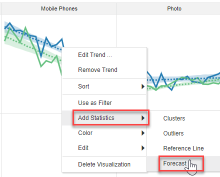 Mobile Phones
Photo
Edit Trend ...
Remove Trend
Sort
Use as Filter
Add Statistics
Clusters
Color
Outliers
Edit
Reference Line
Delete Visualization
Forecast